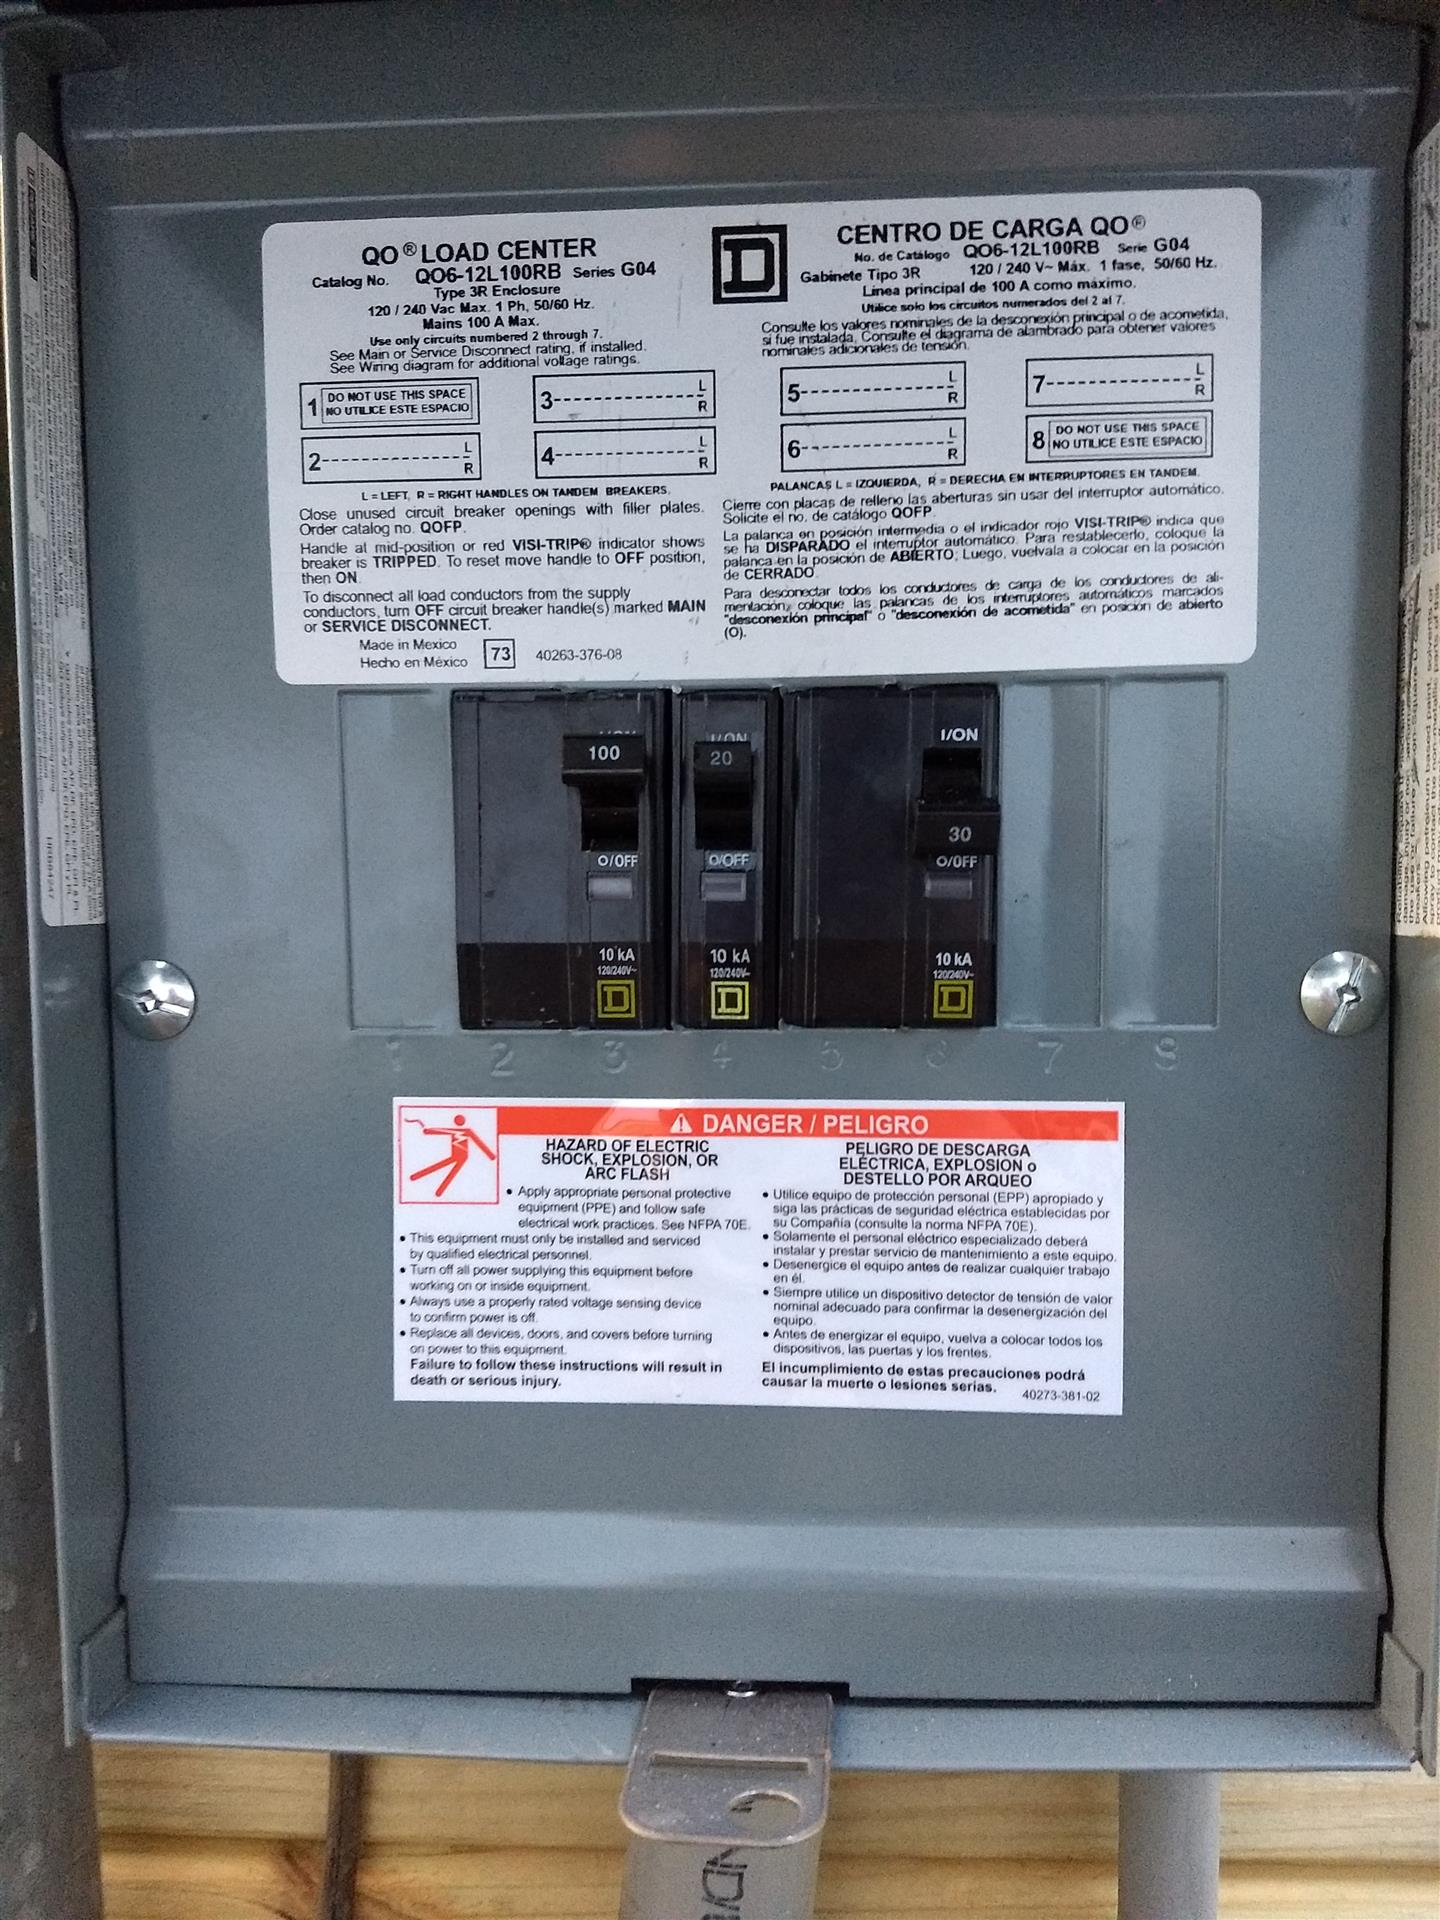 QO® LOAD CENTER
Catalog No. QO6-12L100RB Series G04
Type 3R Enclosure
120 / 240 Vac Max. 1 Ph, 50/60 Hz.
Mains 100 A Max.
Use only circuits numbered 2 through 7.
See Main or Service Disconnect rating, if installed.
See Wiring diagram for additional voltage ratings.
D
CENTRO DE CARGA QO®
No. de Catálogo QO6-12L100RB Serie G04
Gabinete Tipo 3R 120 / 240 V~ Máx. 1 fase, 50/60 Hz.
Línea principal de 100 A como máximo.
Utilice solo los circuitos numerados del 2 al 7.
Consulte los valores nominales de la desconexión principal o de acometida,
si fue instalada. Consulte el diagrama de alambrado para obtener valores
nominales adicionales de tensión.
1 DO NOT USE THIS SPACE
NO UTILICE ESTE ESPACIO
3 L
R
5 L
R
7 L
R
2 L
R
4 L
R
6 L
R
8 DO NOT USE THIS SPACE
NO UTILICE ESTE ESPACIO
L = LEFT, R = RIGHT HANDLES ON TANDEM BREAKERS.
Close unused circuit breaker openings with filler plates.
Order catalog no. QOFP.
Handle at mid-position or red VISI-TRIP® indicator shows
breaker is TRIPPED. To reset move handle to OFF position,
then ON.
To disconnect all load conductors from the supply
conductors, turn OFF circuit breaker handle(s) marked MAIN
or SERVICE DISCONNECT.
Made in Mexico
Hecho en México 73 40263-376-08
PALANCAS L = IZQUIERDA, R = DERECHA EN INTERRUPTORES EN TANDEM.
Cierre con placas de relleno las aberturas sin usar del interruptor automático.
Solicite el no. de catálogo QOFP.
La palanca en posición intermedia o el indicador rojo VISI-TRIP® indica que
se ha DISPARADO el interruptor automático. Para restablecerlo, coloque la
palanca en la posición de ABIERTO; Luego, vuelvala a colocar en la posición
de CERRADO.
Para desconectar todos los conductores de carga de los conductores de ali-
mentación, coloque las palancas de los interruptores automáticos marcados
"desconexión principal" o "desconexión de acometida" en posición de abierto
(O).
100
O/OFF
10 kA
120/240V~
D
I/ON
20
O/OFF
10 kA
120/240V~
D
I/ON
30
O/OFF
10 kA
120/240V~
D
1 2 3 4 5 6 7 8
DANGER / PELIGRO
HAZARD OF ELECTRIC
SHOCK, EXPLOSION, OR
ARC FLASH
• Apply appropriate personal protective
equipment (PPE) and follow safe
electrical work practices. See NFPA 70E.
• This equipment must only be installed and serviced
by qualified electrical personnel.
• Turn off all power supplying this equipment before
working on or inside equipment.
• Always use a properly rated voltage sensing device
to confirm power is off.
• Replace all devices, doors, and covers before turning
on power to this equipment.
Failure to follow these instructions will result in
death or serious injury.
PELIGRO DE DESCARGA
ELÉCTRICA, EXPLOSION o
DESTELLO POR ARQUEO
• Utilice equipo de protección personal (EPP) apropiado y
siga las prácticas de seguridad eléctrica establecidas por
su Compañía (consulte la norma NFPA 70E).
• Solamente el personal eléctrico especializado deberá
instalar y prestar servicio de mantenimiento a este equipo.
• Desenergice el equipo antes de realizar cualquier trabajo
en él.
• Siempre utilice un dispositivo detector de tensión de valor
nominal adecuado para confirmar la desenergización del
equipo.
• Antes de energizar el equipo, vuelva a colocar todos los
dispositivos, las puertas y los frentes.
El incumplimiento de estas precauciones podrá
causar la muerte o lesiones serias. 40273-381-02